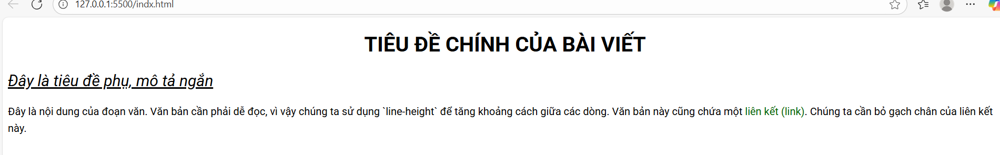 127.0.0.1:5500/indx.html
TIÊU ĐỀ CHÍNH CỦA BÀI VIẾT
Đây là tiêu đề phụ, mô tả ngắn
Đây là nội dung của đoạn văn. Văn bản cần phải dễ đọc, vì vậy chúng ta sử dụng `line-height` để tăng khoảng cách giữa các dòng. Văn bản này cũng chứa một liên kết (link). Chúng ta cần bỏ gạch chân của liên kết
này.